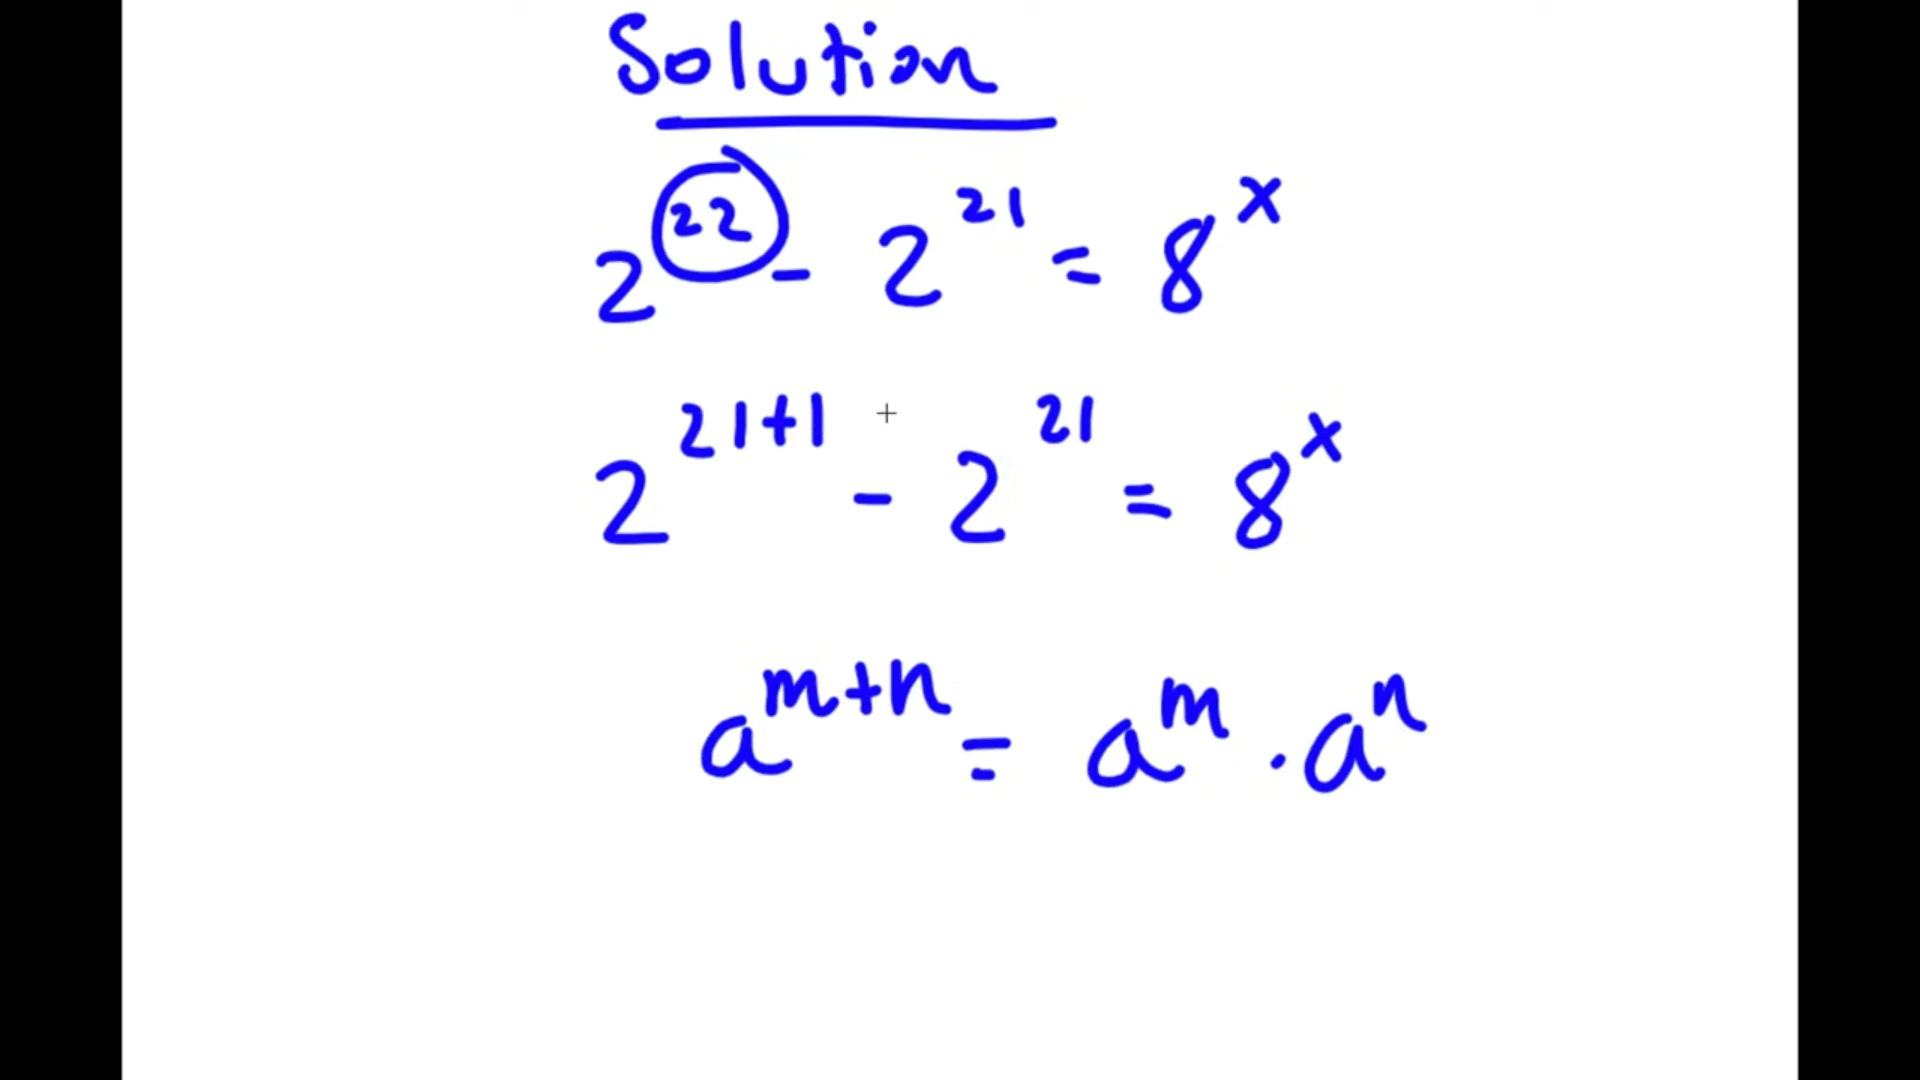 Solution
2^22 - 2^21 = 8^x
2^21+1 - 2^21 = 8^x
a^m+n = a^m . a^n